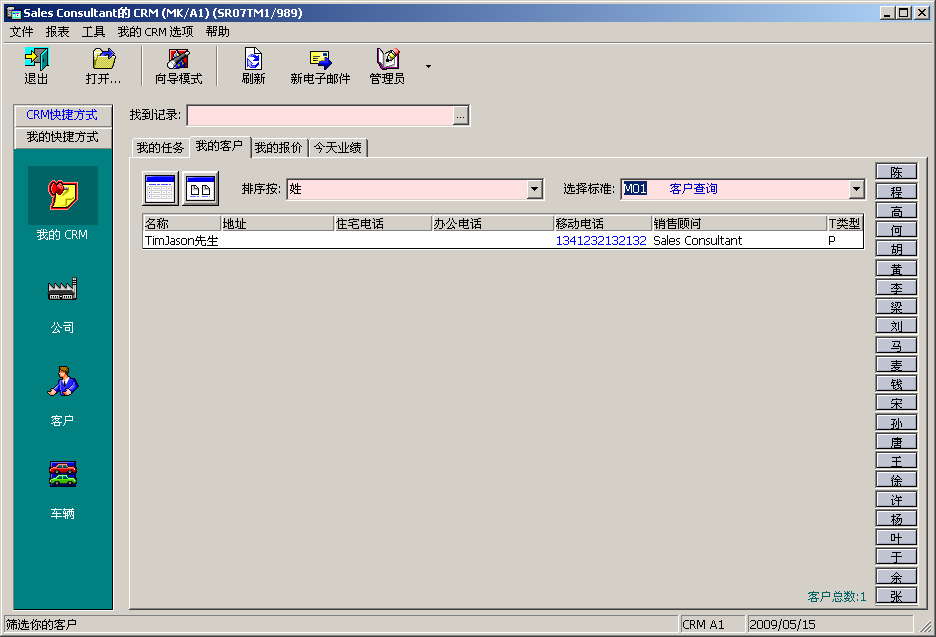 Sales Consultant的 CRM (MK/A1) (SR07TM1/989)
文件 报表 工具 我的 CRM 选项 帮助
退出 打开... 向导模式 刷新 新电子邮件 管理员
CRM快捷方式
我的快捷方式
我的 CRM
公司
客户
车辆
找到记录: ...
我的任务 我的客户 我的报价 今天业绩
排序按: 姓 选择标准: M01 客户查询
名称 地址 住宅电话 办公电话 移动电话 销售顾问 T类型
TimJason先生 1341232132132 Sales Consultant P
陈
程
高
何
胡
黄
李
梁
刘
马
麦
钱
宋
孙
唐
王
徐
许
杨
叶
于
余
张
客户总数:1
筛选你的客户 CRM A1 2009/05/15